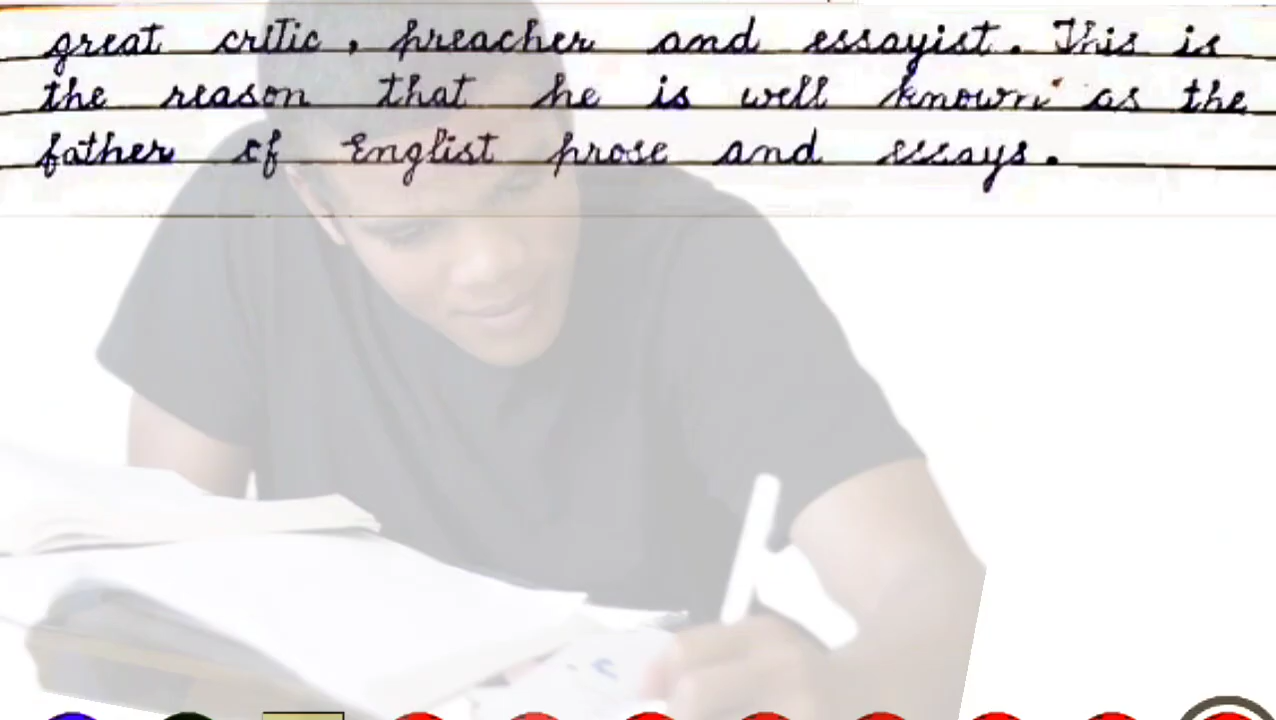 great critic, preacher and essayist. This is
the reason that he is well known as the
father of Englist prose and essays.